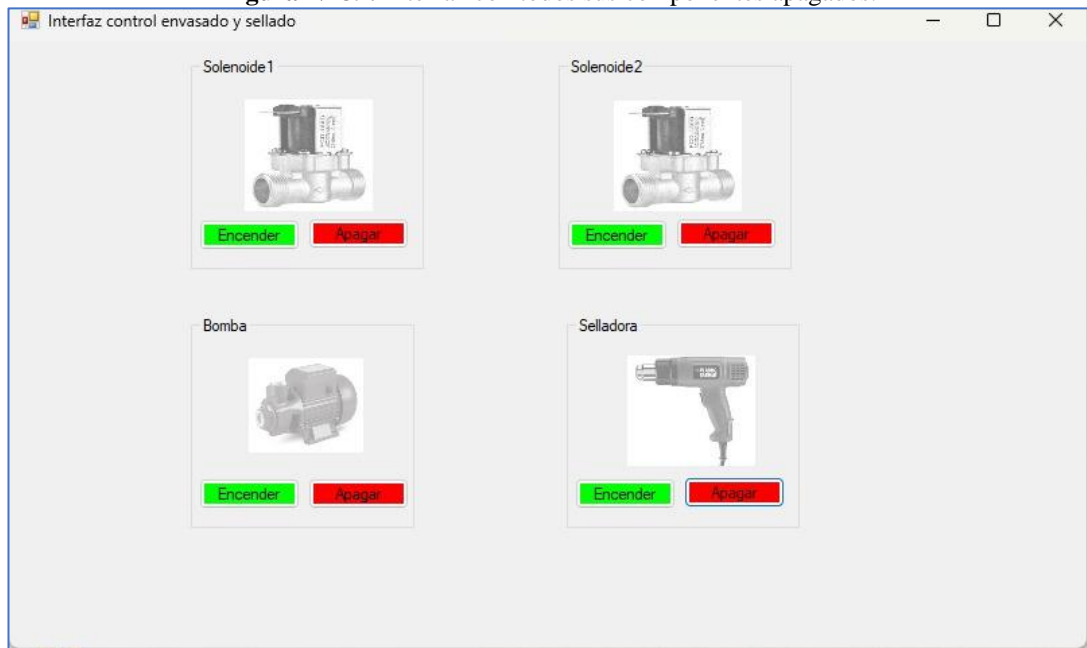 Interfaz control envasado y sellado
Solenoide1
Solenoide2
Encender Apagar
Encender Apagar
Bomba
Selladora
Encender Apagar
Encender Apagar